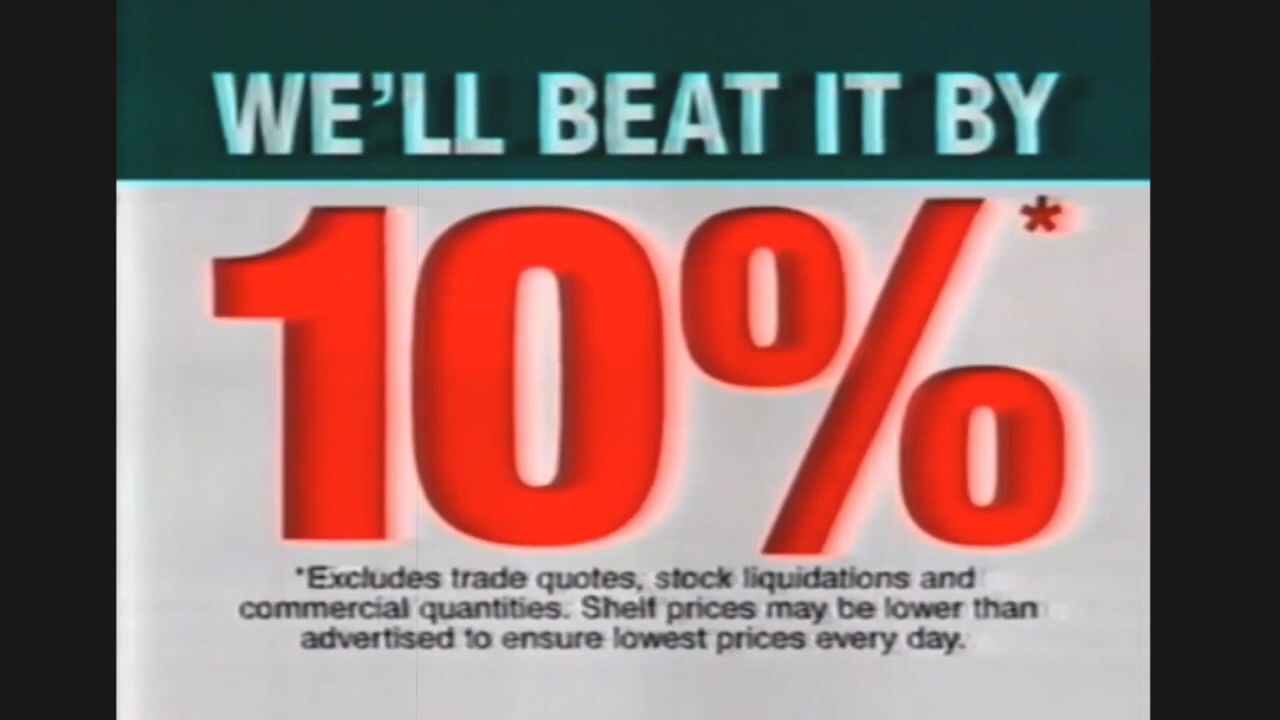 WE'LL BEAT IT BY
10%*
*Excludes trade quotes, stock liquidations and
commercial quantities. Shelf prices may be lower than
advertised to ensure lowest prices every day.